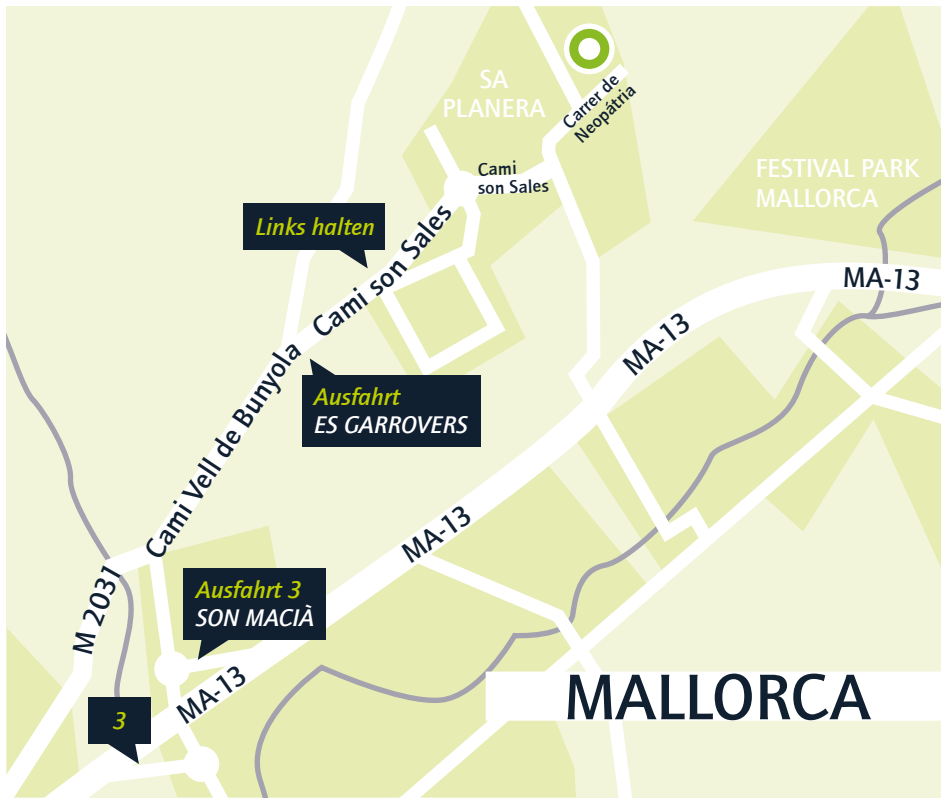 SA
PLANERA
Carrer de
Neopátria
Cami
son Sales
FESTIVAL PARK
MALLORCA
Links halten
Cami son Sales
MA-13
MA-13
Ausfahrt
ES GARROVERS
Cami Vell de Bunyola
MA-13
M 2031
Ausfahrt 3
SON MACIÀ
MA-13
3
MALLORCA